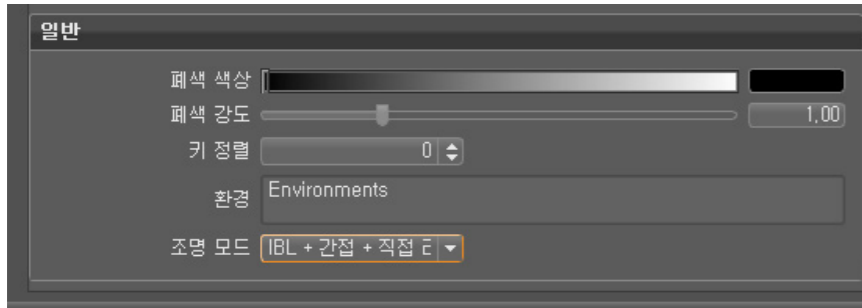 일반
폐색 색상
폐색 강도 1,00
키 정렬 0
환경 Environments
조명 모드 IBL + 간접 + 직접